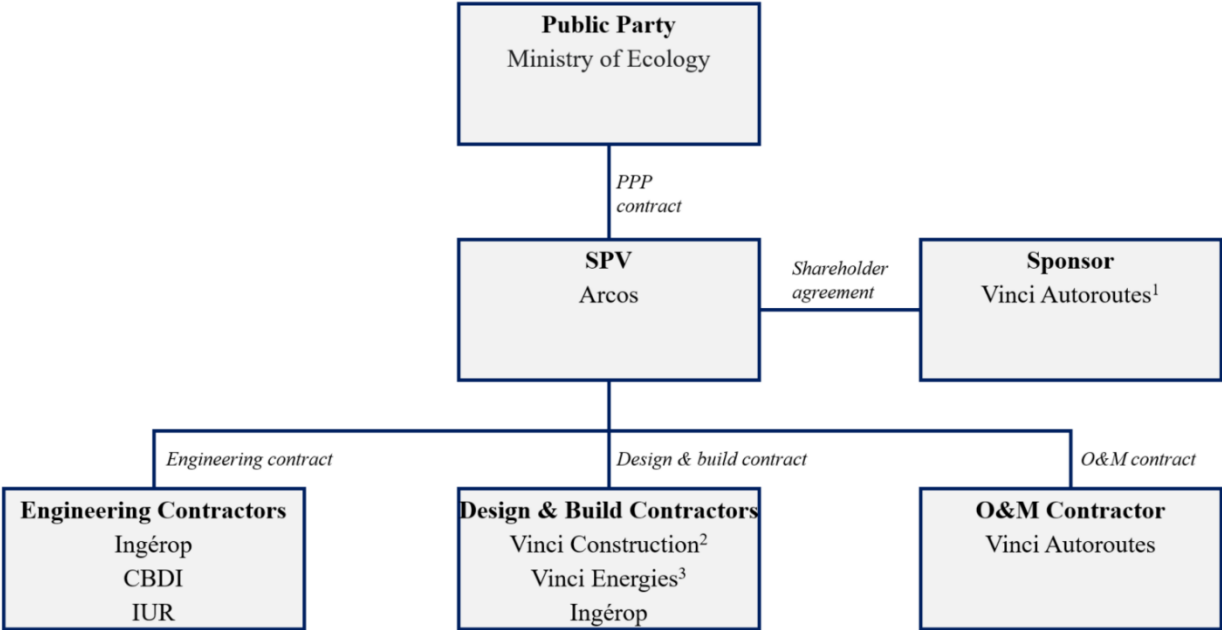 Public Party
Ministry of Ecology
PPP
contract
SPV
Arcos
Shareholder
agreement
Sponsor
Vinci Autoroutes¹
Engineering contract
Design & build contract
O&M contract
Engineering Contractors
Ingérop
CBDI
IUR
Design & Build Contractors
Vinci Construction²
Vinci Energies³
Ingérop
O&M Contractor
Vinci Autoroutes